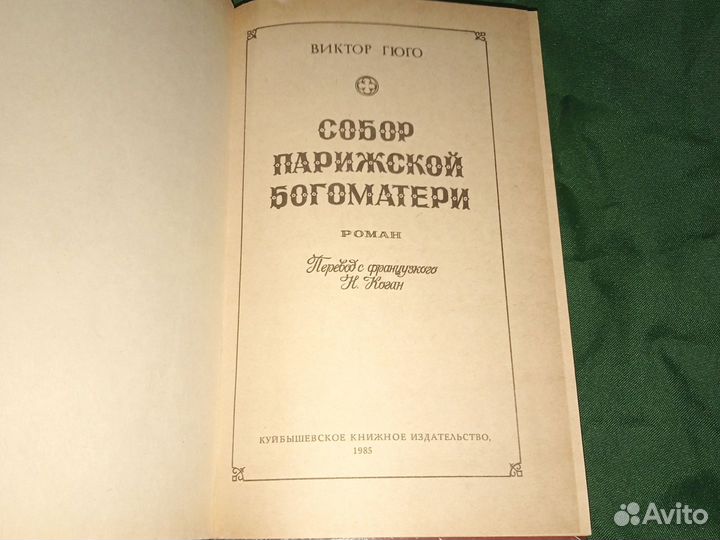 ВИКТОР ГЮГО
СОБОР
ПАРИЖСКОЙ
БОГОМАТЕРИ
РОМАН
Перевод с французского
Н. Коган
КУЙБЫШЕВСКОЕ КНИЖНОЕ ИЗДАТЕЛЬСТВО,
1985
Avito